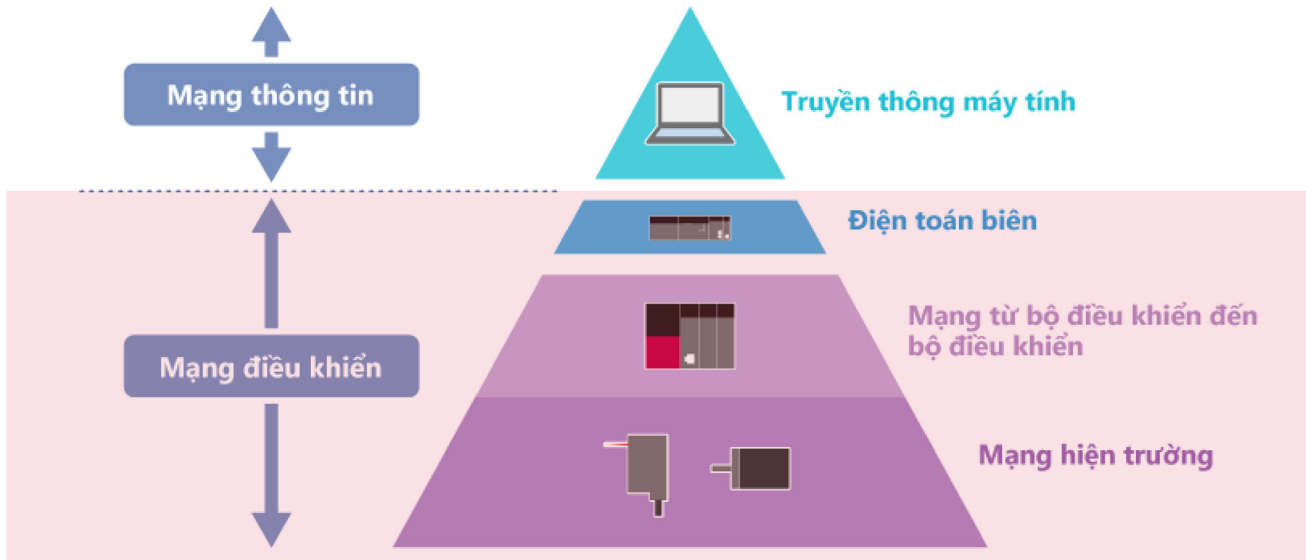 Mạng thông tin
Truyền thông máy tính
Điện toán biên
Mạng từ bộ điều khiển đến
bộ điều khiển
Mạng điều khiển
Mạng hiện trường